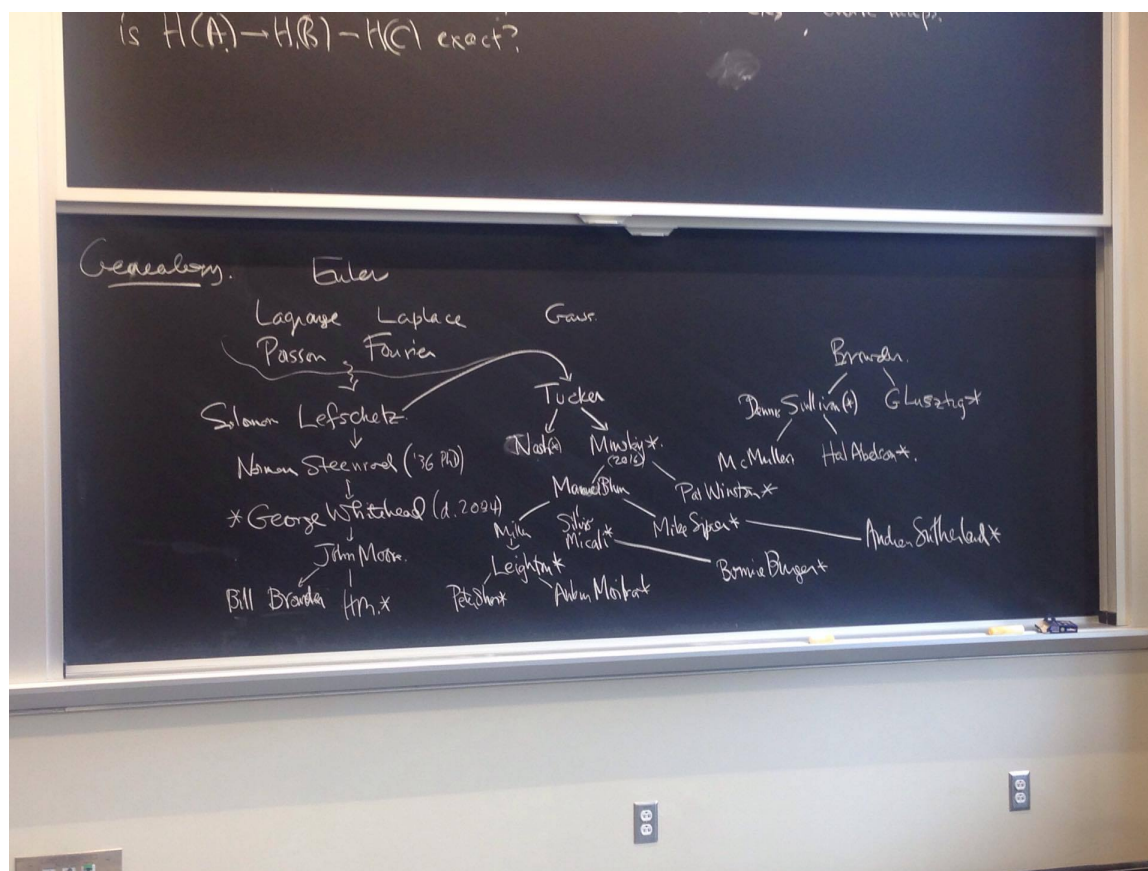 is H(A) → H(B) – H(C) exact?
Genealogy. Euler
Lagrange Laplace Gauss.
Poisson Fourier
Browder.
Tucker
Dennis Sullivan(*) G Lusztig*
Solomon Lefschetz
Nash(*) Minsky*.
(2016)
McMullen Hal Abelson*.
Norman Steenrod ('36 PhD)
Manuel Blum Pat Winston*
* George Whitehead (d. 2004)
Miller Silvio Micali* Mike Sipser* Andrew Sutherland*
John Moore.
Leighton* Bonnie Berger*
Bill Browder H.M.* Peter Shor* Ankur Moitra*